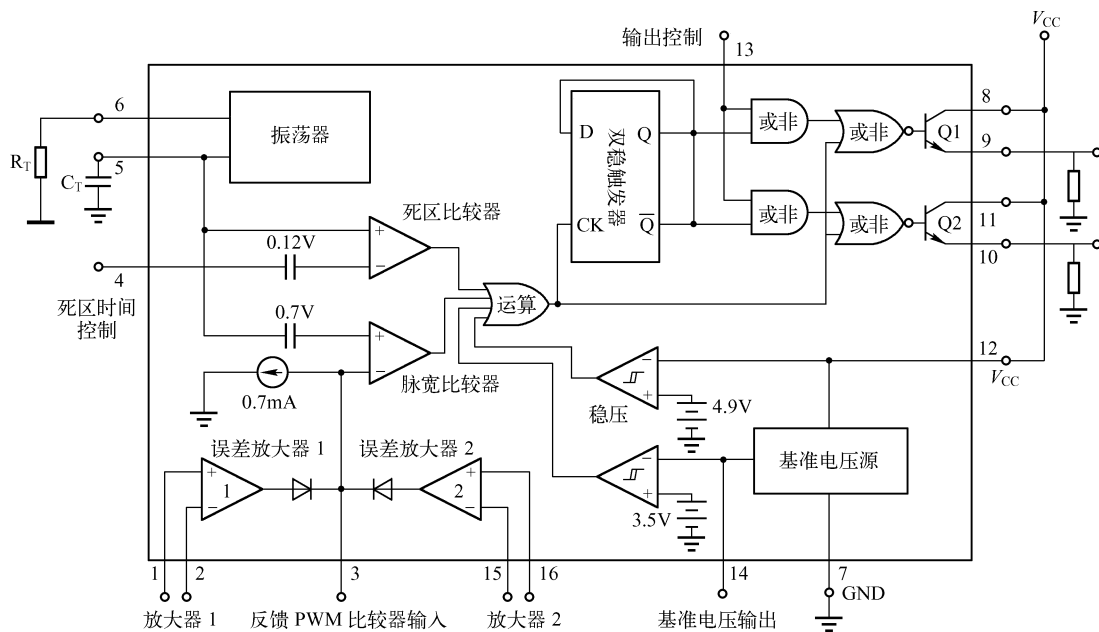 V_CC
输出控制
13
6
振荡器
8
D
Q
或非
或非
Q1
9
R_T
5
C_T
双稳触发器
死区比较器
+
−
0.12V
CK
Q̅
或非
或非
Q2
11
10
4
死区时间
控制
运算
0.7V
+
−
脉宽比较器
0.7mA
12
V_CC
−
+
稳压
4.9V
误差放大器 1
误差放大器 2
+
1
−
+
2
−
−
+
3.5V
基准电压源
1
2
3
15
16
14
7
GND
放大器 1
反馈 PWM 比较器输入
放大器 2
基准电压输出